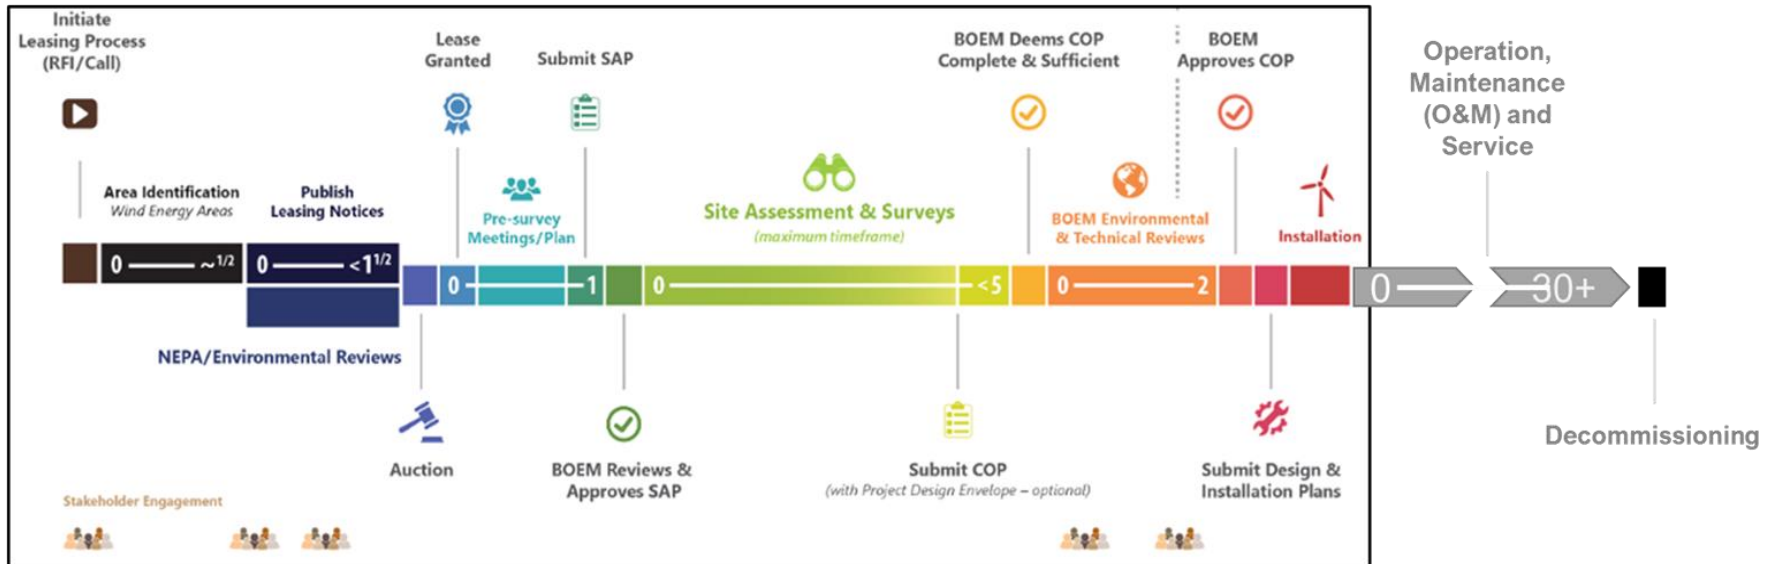 Initiate
Leasing Process
(RFI/Call)
Lease
Granted
Submit SAP
BOEM Deems COP
Complete & Sufficient
BOEM
Approves COP
Operation,
Maintenance
(O&M) and
Service
Area Identification
Wind Energy Areas
Publish
Leasing Notices
Pre-survey
Meetings/Plan
Site Assessment & Surveys
(maximum timeframe)
BOEM Environmental
& Technical Reviews
Installation
0 ~1/2
0 <1 1/2
0 1
0 <5
0 2
0 30+
NEPA/Environmental Reviews
Auction
BOEM Reviews &
Approves SAP
Submit COP
(with Project Design Envelope – optional)
Submit Design &
Installation Plans
Decommissioning
Stakeholder Engagement